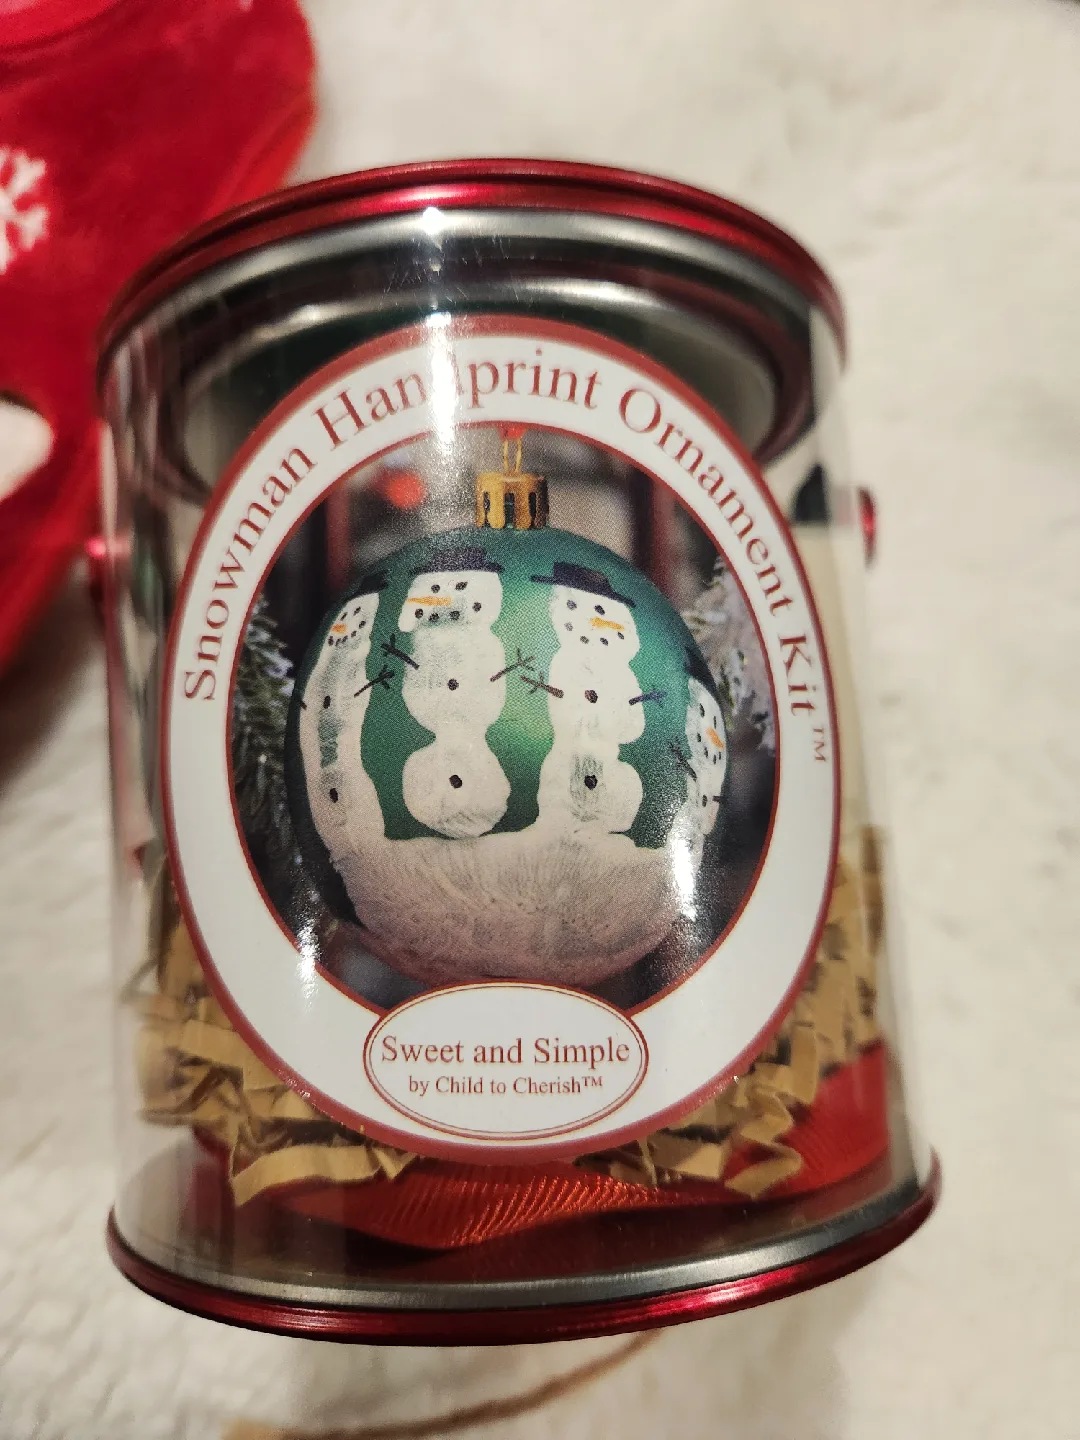 Snowman Handprint Ornament Kit™
Sweet and Simple
by Child to Cherish™